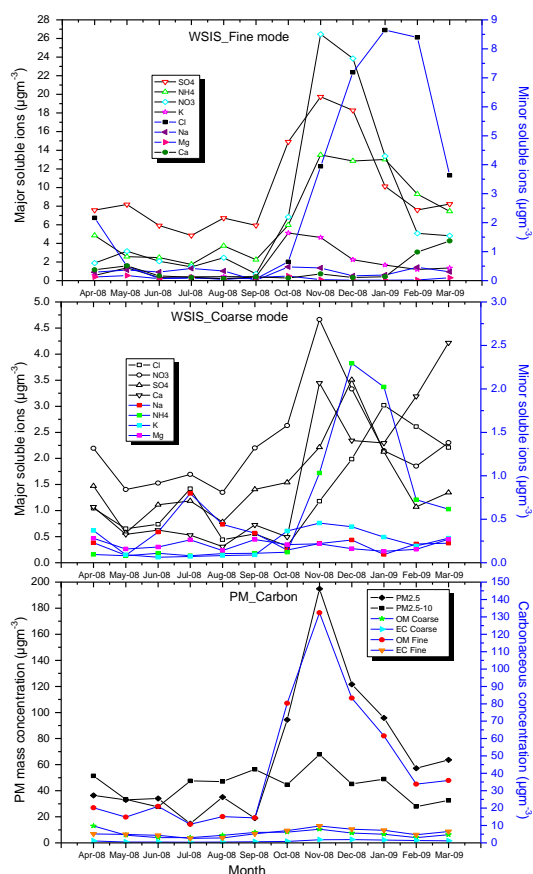 WSIS_Fine mode
Major soluble ions (µgm-3)
28
26
24
22
20
18
16
14
12
10
8
6
4
2
0
SO4
NH4
NO3
K
Cl
Na
Mg
Ca
9
8
7
6
5
4
3
2
1
0
Minor soluble ions (µgm-3)
Apr-08 May-08 Jun-08 Jul-08 Aug-08 Sep-08 Oct-08 Nov-08 Dec-08 Jan-09 Feb-09 Mar-09
WSIS_Coarse mode
Major soluble ions (µgm-3)
5.0
4.5
4.0
3.5
3.0
2.5
2.0
1.5
1.0
0.5
0.0
Cl
NO3
SO4
Ca
Na
NH4
K
Mg
3.0
2.5
2.0
1.5
1.0
0.5
0.0
Minor soluble ions (µgm-3)
Apr-08 May-08 Jun-08 Jul-08 Aug-08 Sep-08 Oct-08 Nov-08 Dec-08 Jan-09 Feb-09 Mar-09
PM_Carbon
PM mass concentration (µgm-3)
200
180
160
140
120
100
80
60
40
20
0
PM2.5
PM2.5-10
OM Coarse
EC Coarse
OM Fine
EC Fine
150
140
130
120
110
100
90
80
70
60
50
40
30
20
10
0
Carbonaceous concentration (µgm-3)
Apr-08 May-08 Jun-08 Jul-08 Aug-08 Sep-08 Oct-08 Nov-08 Dec-08 Jan-09 Feb-09 Mar-09
Month